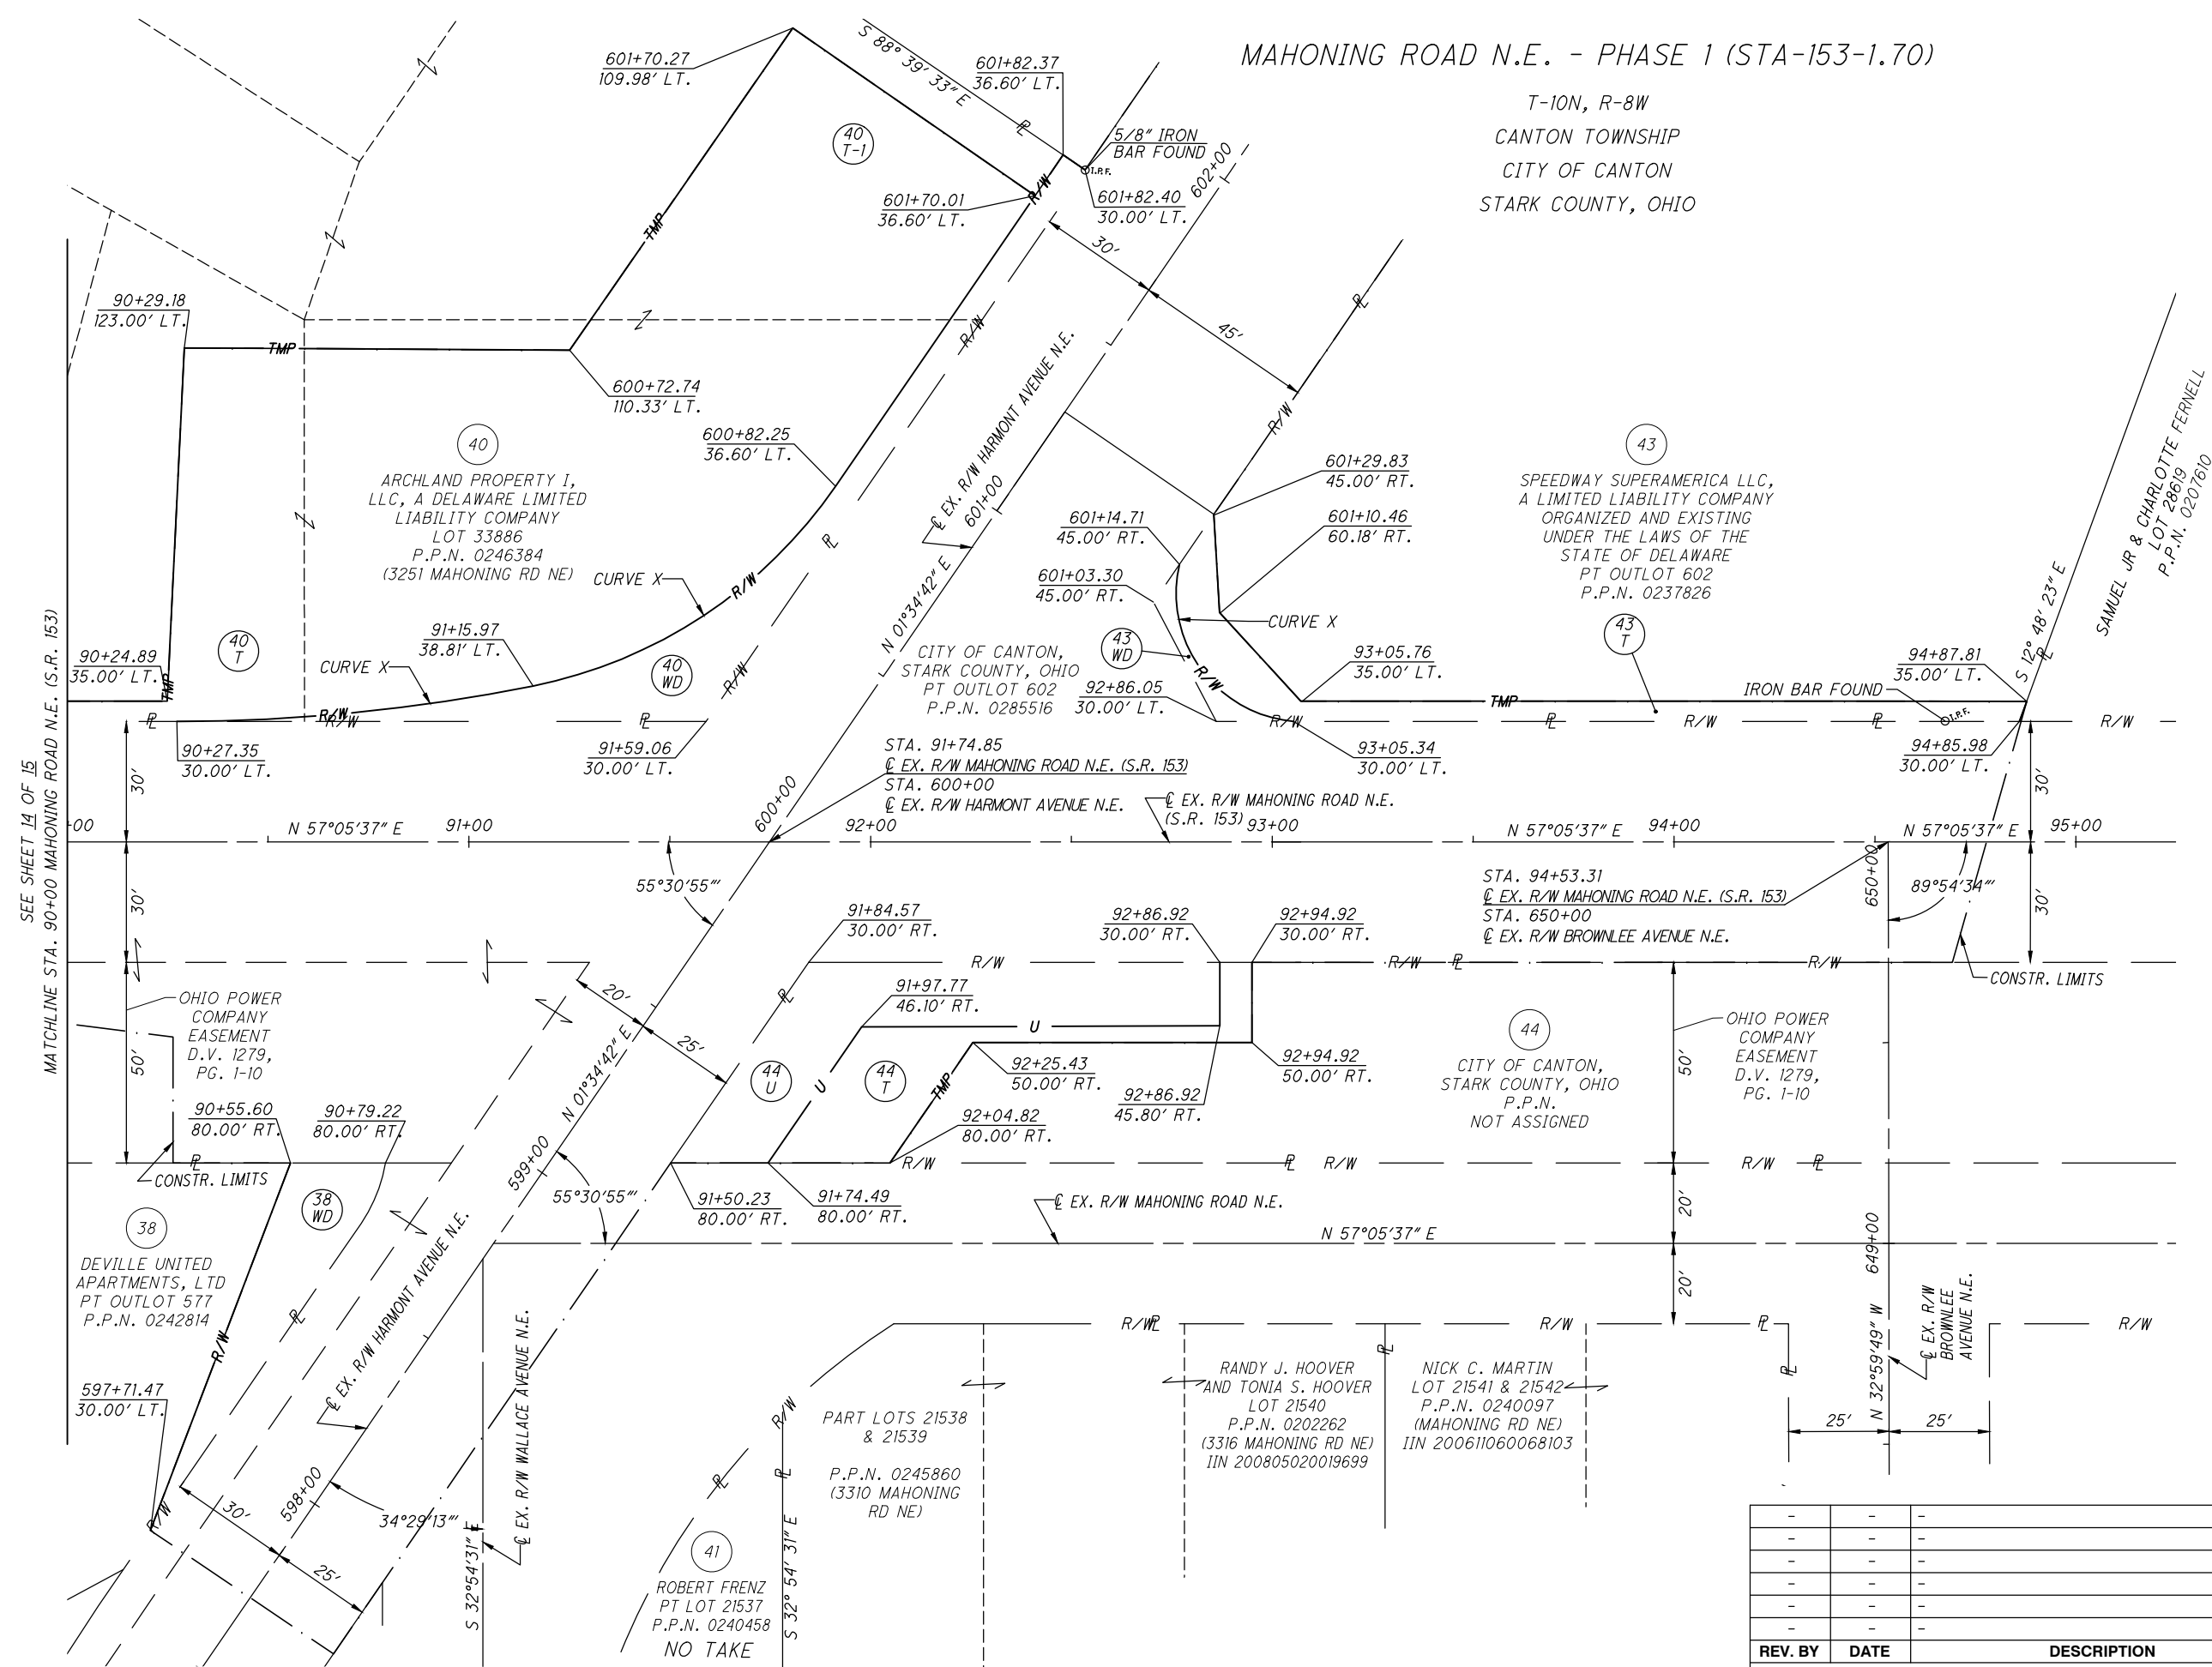 MAHONING ROAD N.E. - PHASE 1 (STA-153-1.70)
T-10N, R-8W
CANTON TOWNSHIP
CITY OF CANTON
STARK COUNTY, OHIO
601+70.27
109.98' LT.
S 88° 39' 33" E
601+82.37
36.60' LT.
40
T-1
5/8" IRON
BAR FOUND
I.P.F.
601+82.40
30.00' LT.
602+00
601+70.01
36.60' LT.
R/W
TMP
30'
45'
R/W
90+29.18
123.00' LT.
TMP
600+72.74
110.33' LT.
600+82.25
36.60' LT.
℄ EX. R/W HARMONT AVENUE N.E.
601+00
R/W
40
ARCHLAND PROPERTY I,
LLC, A DELAWARE LIMITED
LIABILITY COMPANY
LOT 33886
P.P.N. 0246384
(3251 MAHONING RD NE)
CURVE X
R/W
601+29.83
45.00' RT.
601+14.71
45.00' RT.
601+10.46
60.18' RT.
601+03.30
45.00' RT.
43
SPEEDWAY SUPERAMERICA LLC,
A LIMITED LIABILITY COMPANY
ORGANIZED AND EXISTING
UNDER THE LAWS OF THE
STATE OF DELAWARE
PT OUTLOT 602
P.P.N. 0237826
SAMUEL JR & CHARLOTTE FERNELL
LOT 28619
P.P.N. 0207610
S 12° 48' 23" E
N 01°34'42" E
CURVE X
43
T
40
T
90+24.89
35.00' LT.
TMP
91+15.97
38.81' LT.
CURVE X
40
WD
R/W
CITY OF CANTON,
STARK COUNTY, OHIO
PT OUTLOT 602
P.P.N. 0285516
43
WD
R/W
92+86.05
30.00' LT.
93+05.76
35.00' LT.
94+87.81
35.00' LT.
IRON BAR FOUND
I.P.F.
TMP
R/W
R/W
R/W
R/W
R/W
90+27.35
30.00' LT.
91+59.06
30.00' LT.
93+05.34
30.00' LT.
94+85.98
30.00' LT.
SEE SHEET 14 OF 15
MATCHLINE STA. 90+00 MAHONING ROAD N.E. (S.R. 153)
30'
STA. 91+74.85
℄ EX. R/W MAHONING ROAD N.E. (S.R. 153)
STA. 600+00
℄ EX. R/W HARMONT AVENUE N.E.
℄ EX. R/W MAHONING ROAD N.E.
(S.R. 153)
600+00
30'
+00
N 57°05'37" E
91+00
92+00
93+00
N 57°05'37" E
94+00
N 57°05'37" E
95+00
55°30'55"'
30'
STA. 94+53.31
℄ EX. R/W MAHONING ROAD N.E. (S.R. 153)
STA. 650+00
℄ EX. R/W BROWNLEE AVENUE N.E.
650+00
89°54'34"'
30'
91+84.57
30.00' RT.
92+86.92
30.00' RT.
92+94.92
30.00' RT.
R/W
R/W
R/W
CONSTR. LIMITS
OHIO POWER
COMPANY
EASEMENT
D.V. 1279,
PG. 1-10
50'
20'
25'
N 01°34'42" E
91+97.77
46.10' RT.
U
44
U
U
44
T
TMP
92+25.43
50.00' RT.
92+86.92
45.80' RT.
92+94.92
50.00' RT.
92+04.82
80.00' RT.
44
CITY OF CANTON,
STARK COUNTY, OHIO
P.P.N.
NOT ASSIGNED
50'
OHIO POWER
COMPANY
EASEMENT
D.V. 1279,
PG. 1-10
90+55.60
80.00' RT.
90+79.22
80.00' RT.
CONSTR. LIMITS
599+00
55°30'55"'
R/W
R/W
R/W
91+50.23
80.00' RT.
91+74.49
80.00' RT.
℄ EX. R/W MAHONING ROAD N.E.
N 57°05'37" E
20'
20'
649+00
38
WD
38
DEVILLE UNITED
APARTMENTS, LTD
PT OUTLOT 577
P.P.N. 0242814
R/W
℄ EX. R/W HARMONT AVENUE N.E.
℄ EX. R/W WALLACE AVENUE N.E.
597+71.47
30.00' LT.
R/W
30'
25'
598+00
34°29'13"'
S 32°54'31" E
R/W
R/W
R/W
R/W
PART LOTS 21538
& 21539
P.P.N. 0245860
(3310 MAHONING
RD NE)
RANDY J. HOOVER
AND TONIA S. HOOVER
LOT 21540
P.P.N. 0202262
(3316 MAHONING RD NE)
IIN 200805020019699
NICK C. MARTIN
LOT 21541 & 21542
P.P.N. 0240097
(MAHONING RD NE)
IIN 200611060068103
N 32°59'49" W
℄ EX. R/W
BROWNLEE
AVENUE N.E.
25'
25'
41
ROBERT FRENZ
PT LOT 21537
P.P.N. 0240458
NO TAKE
S 32° 54' 31" E
- - -
- - -
- - -
- - -
- - -
- - -
REV. BY DATE DESCRIPTION